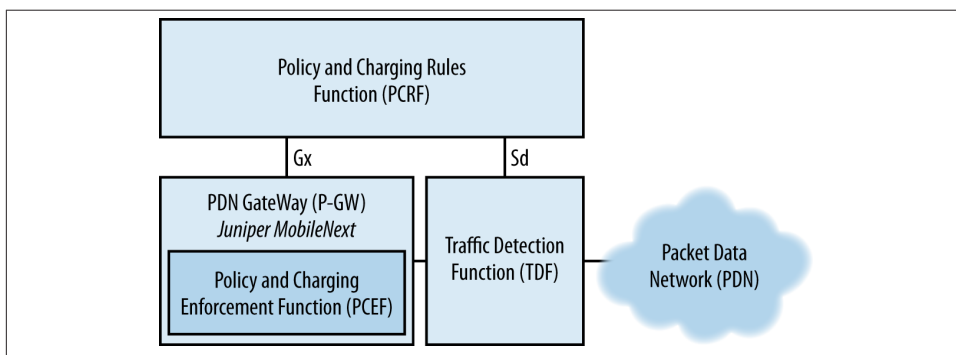 Policy and Charging Rules
Function (PCRF)
Gx
Sd
PDN GateWay (P-GW)
Juniper MobileNext
Policy and Charging
Enforcement Function (PCEF)
Traffic Detection
Function (TDF)
Packet Data
Network (PDN)